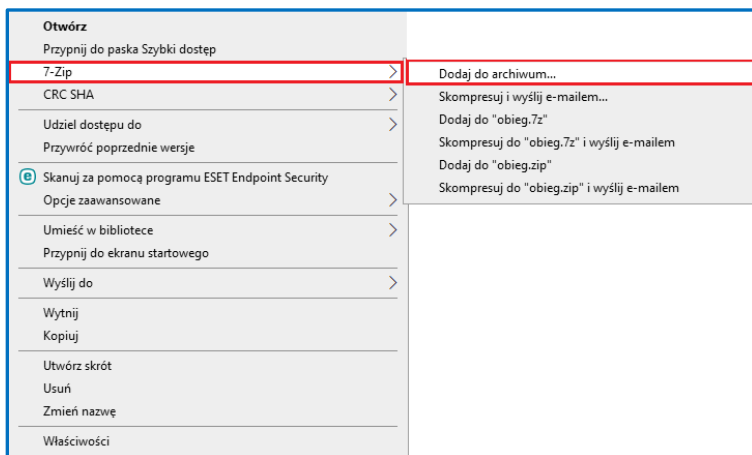 Otwórz
Przypnij do paska Szybki dostęp
7-Zip
CRC SHA
Udziel dostępu do
Przywróć poprzednie wersje
Skanuj za pomocą programu ESET Endpoint Security
Opcje zaawansowane
Umieść w bibliotece
Przypnij do ekranu startowego
Wyślij do
Wytnij
Kopiuj
Utwórz skrót
Usuń
Zmień nazwę
Właściwości
Dodaj do archiwum...
Skompresuj i wyślij e-mailem...
Dodaj do "obieg.7z"
Skompresuj do "obieg.7z" i wyślij e-mailem
Dodaj do "obieg.zip"
Skompresuj do "obieg.zip" i wyślij e-mailem